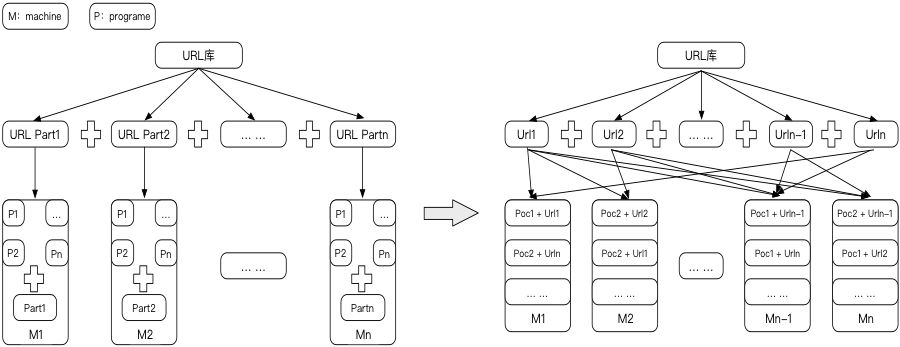 M：machine
P：programe
URL库
URL Part1
URL Part2
... ...
URL Partn
P1
...
P2
Pn
Part1
M1
P1
...
P2
Pn
Part2
M2
... ...
P1
...
P2
Pn
Partn
Mn
URL库
Url1
Url2
... ...
Urln-1
Urln
Poc1 + Url1
Poc2 + Urln
... ...
M1
Poc2 + Url2
Poc2 + Url1
... ...
M2
... ...
Poc1 + Urln-1
Poc1 + Urln
... ...
Mn-1
Poc2 + Urln-1
Poc1 + Url2
... ...
Mn